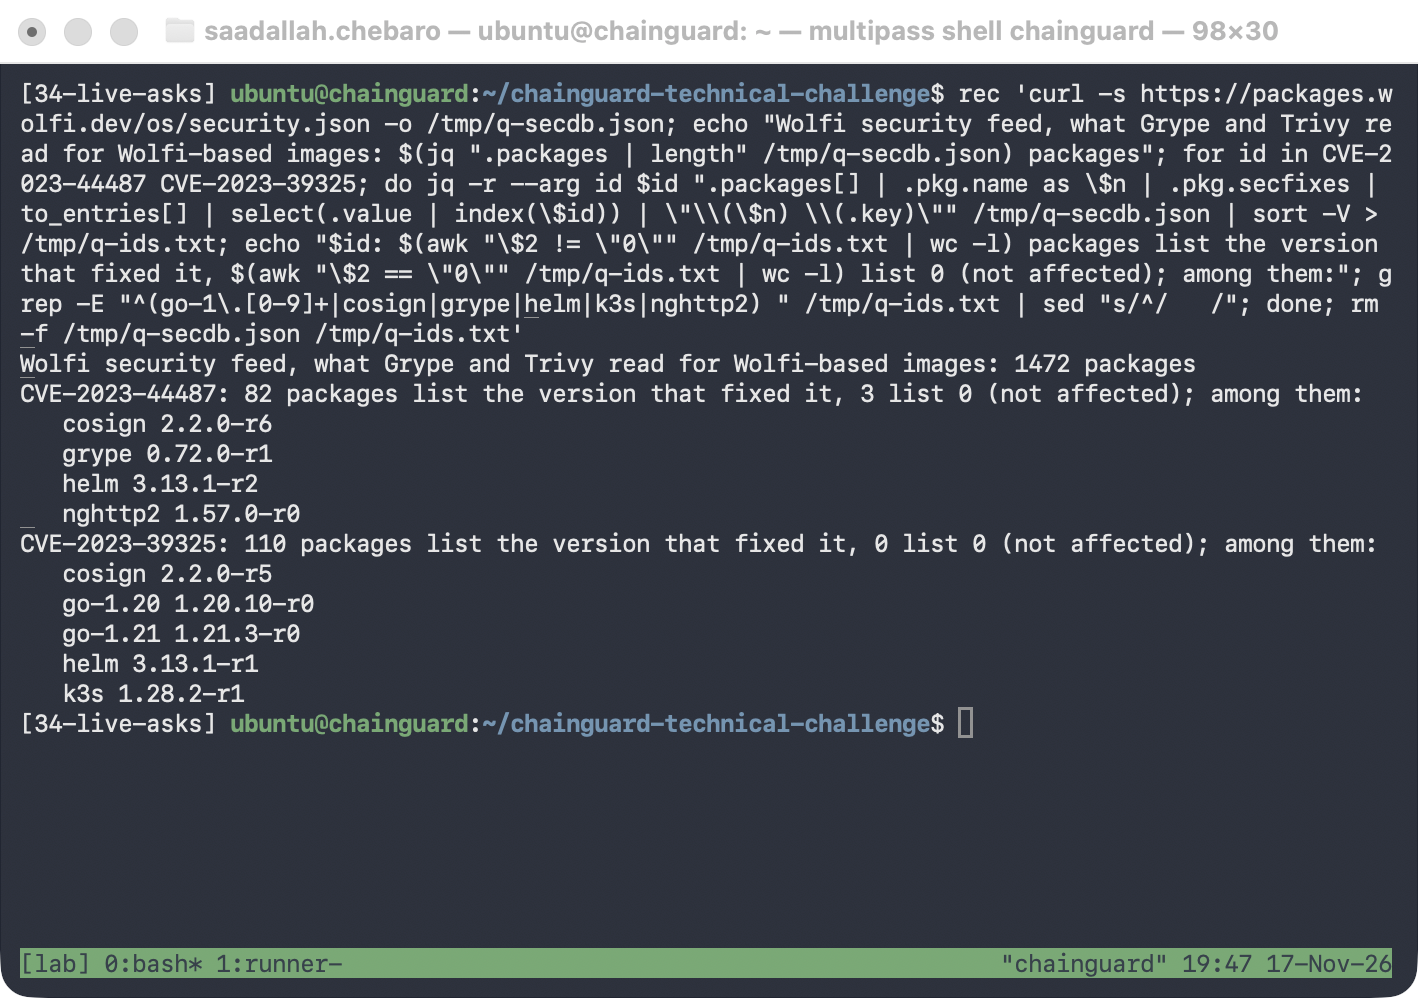 saadallah.chebaro — ubuntu@chainguard: ~ — multipass shell chainguard — 98×30
[34-live-asks] ubuntu@chainguard:~/chainguard-technical-challenge$ rec 'curl -s https://packages.w
olfi.dev/os/security.json -o /tmp/q-secdb.json; echo "Wolfi security feed, what Grype and Trivy re
ad for Wolfi-based images: $(jq ".packages | length" /tmp/q-secdb.json) packages"; for id in CVE-2
023-44487 CVE-2023-39325; do jq -r --arg id $id ".packages[] | .pkg.name as \$n | .pkg.secfixes |
to_entries[] | select(.value | index(\$id)) | \"\\(\$n) \\(.key)\"" /tmp/q-secdb.json | sort -V >
/tmp/q-ids.txt; echo "$id: $(awk "\$2 != \"0\"" /tmp/q-ids.txt | wc -l) packages list the version
that fixed it, $(awk "\$2 == \"0\"" /tmp/q-ids.txt | wc -l) list 0 (not affected); among them:"; g
rep -E "^(go-1\.[0-9]+|cosign|grype|helm|k3s|nghttp2) " /tmp/q-ids.txt | sed "s/^/   /"; done; rm
-f /tmp/q-secdb.json /tmp/q-ids.txt'
Wolfi security feed, what Grype and Trivy read for Wolfi-based images: 1472 packages
CVE-2023-44487: 82 packages list the version that fixed it, 3 list 0 (not affected); among them:
   cosign 2.2.0-r6
   grype 0.72.0-r1
   helm 3.13.1-r2
   nghttp2 1.57.0-r0
CVE-2023-39325: 110 packages list the version that fixed it, 0 list 0 (not affected); among them:
   cosign 2.2.0-r5
   go-1.20 1.20.10-r0
   go-1.21 1.21.3-r0
   helm 3.13.1-r1
   k3s 1.28.2-r1
[34-live-asks] ubuntu@chainguard:~/chainguard-technical-challenge$
[lab] 0:bash* 1:runner- "chainguard" 19:47 17-Nov-26